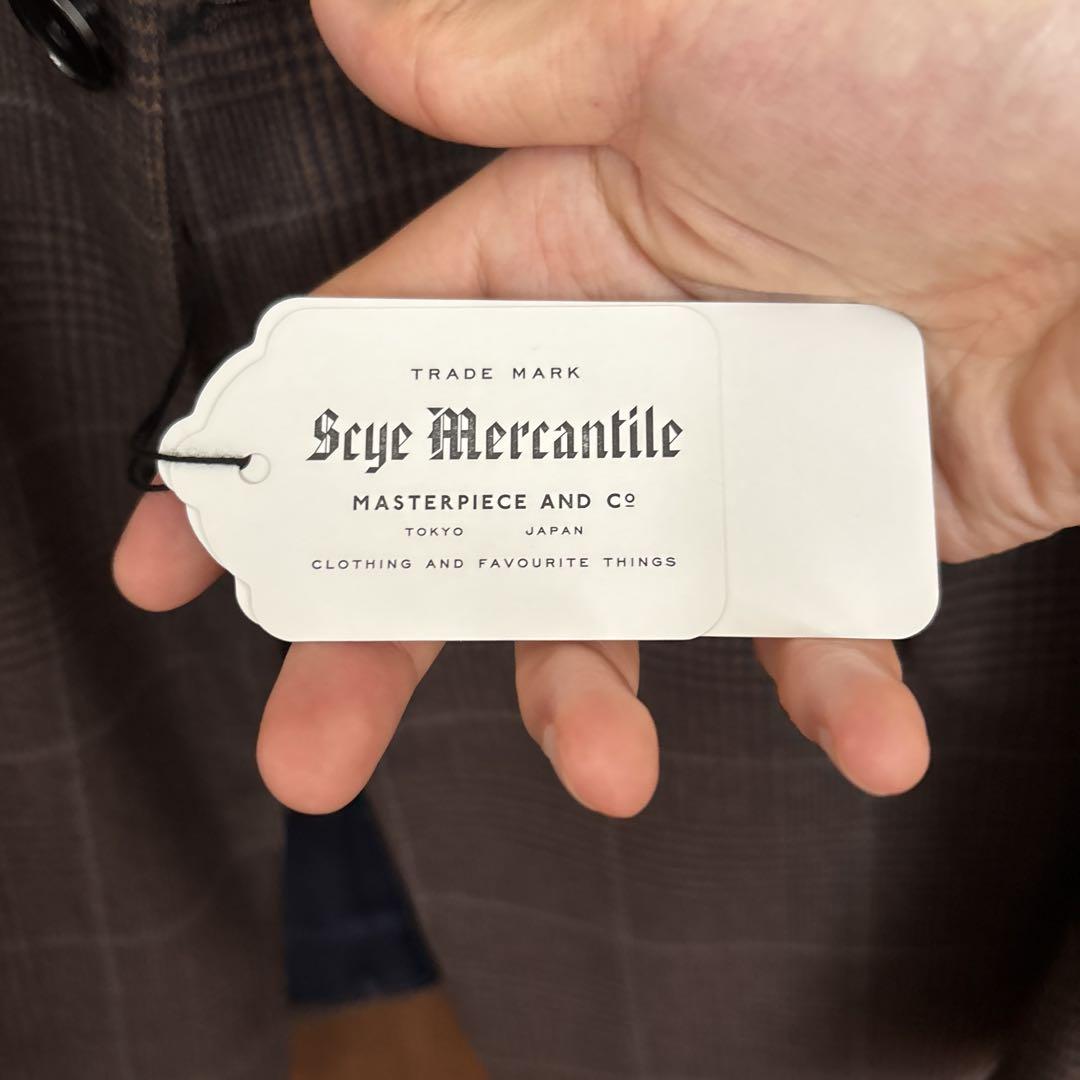 TRADE MARK
Scye Mercantile
MASTERPIECE AND Cº
TOKYO JAPAN
CLOTHING AND FAVOURITE THINGS